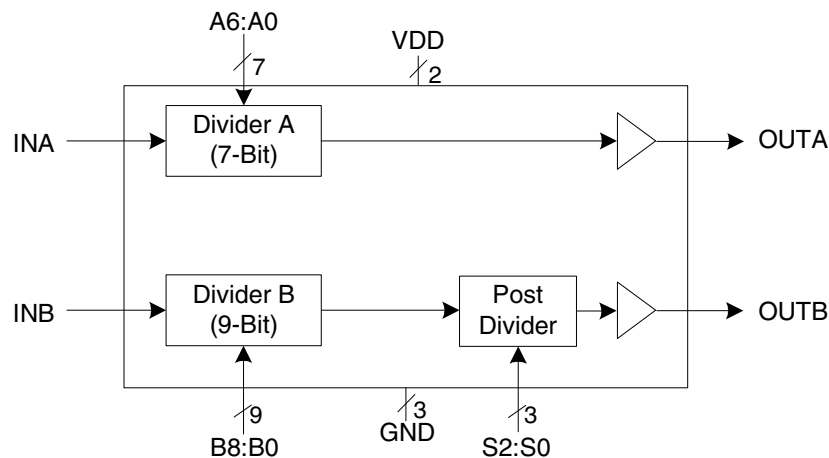 A6:A0
7
VDD
2
INA
Divider A
(7-Bit)
OUTA
INB
Divider B
(9-Bit)
Post
Divider
OUTB
9
B8:B0
3
GND
3
S2:S0